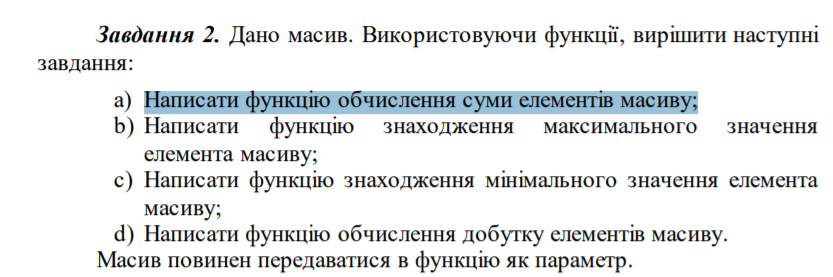 Завдання 2. Дано масив. Використовуючи функції, вирішити наступні
завдання:
a) Написати функцію обчислення суми елементів масиву;
b) Написати функцію знаходження максимального значення
елемента масиву;
c) Написати функцію знаходження мінімального значення елемента
масиву;
d) Написати функцію обчислення добутку елементів масиву.
Масив повинен передаватися в функцію як параметр.